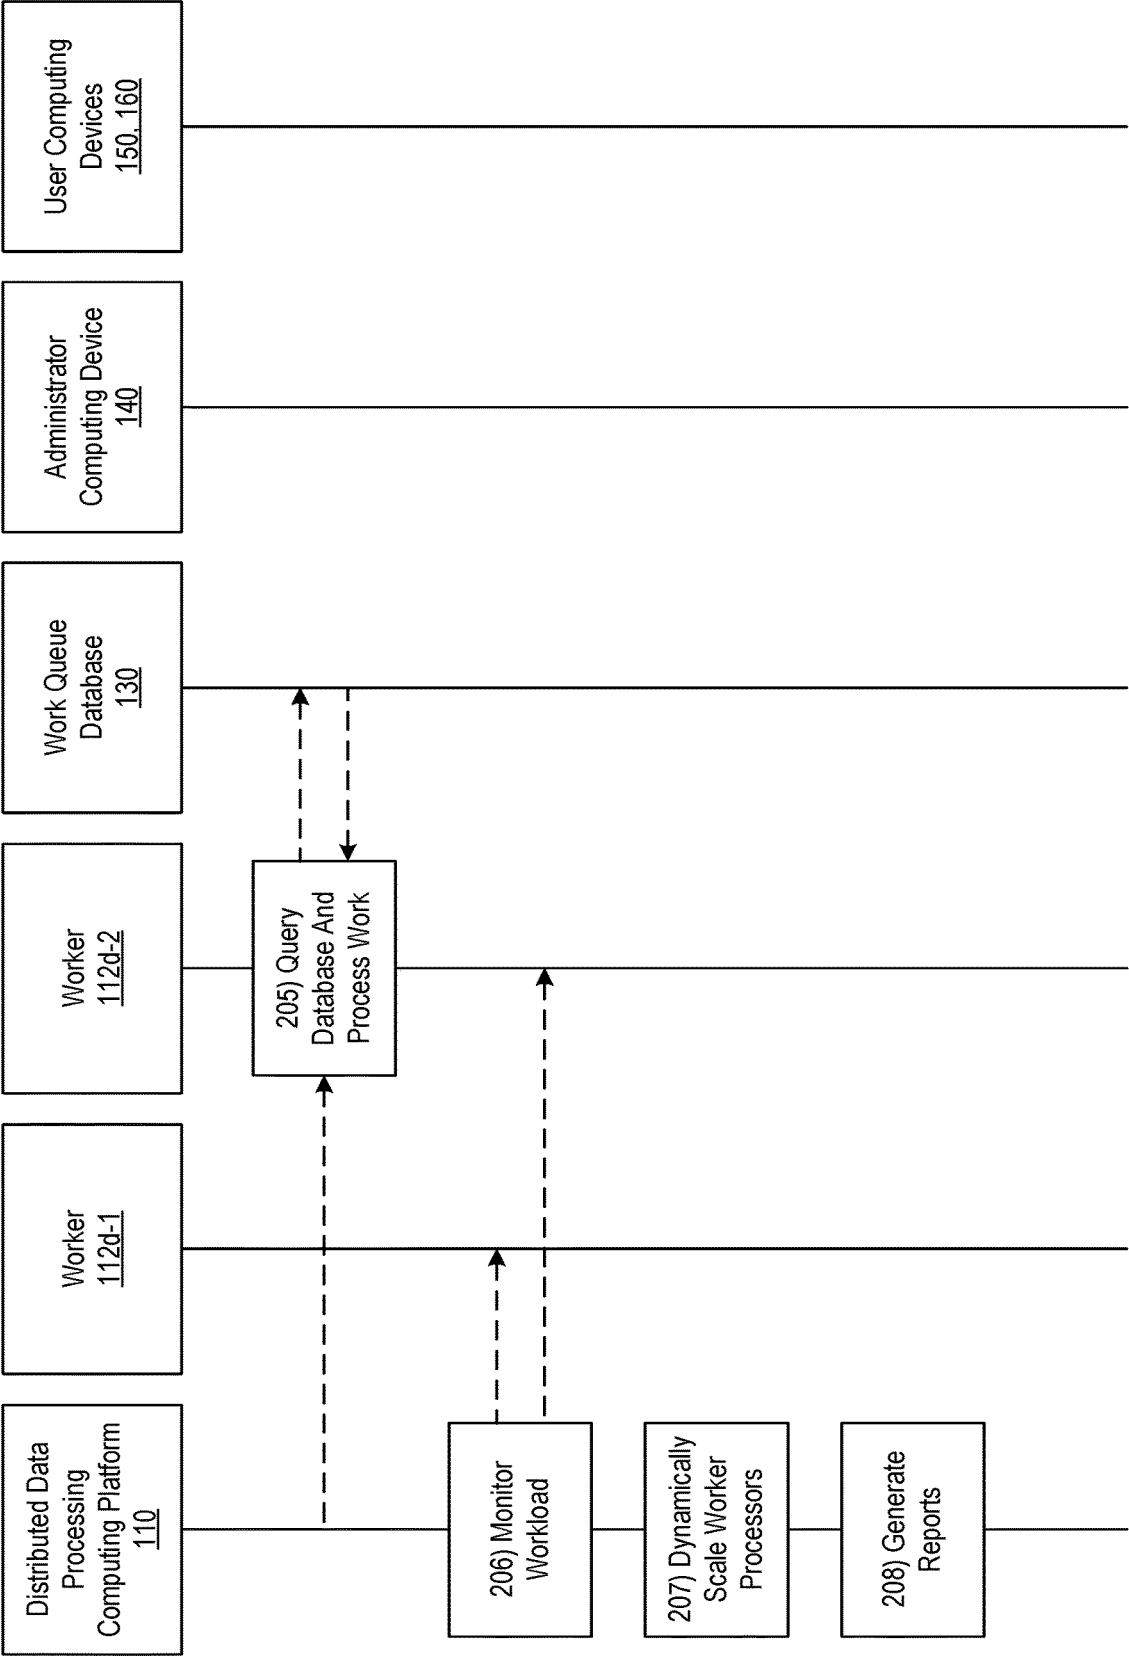 Distributed Data
Processing
Computing Platform
110
Worker
112d-1
Worker
112d-2
Work Queue
Database
130
Administrator
Computing Device
140
User Computing
Devices
150, 160
205) Query
Database And
Process Work
206) Monitor
Workload
207) Dynamically
Scale Worker
Processors
208) Generate
Reports